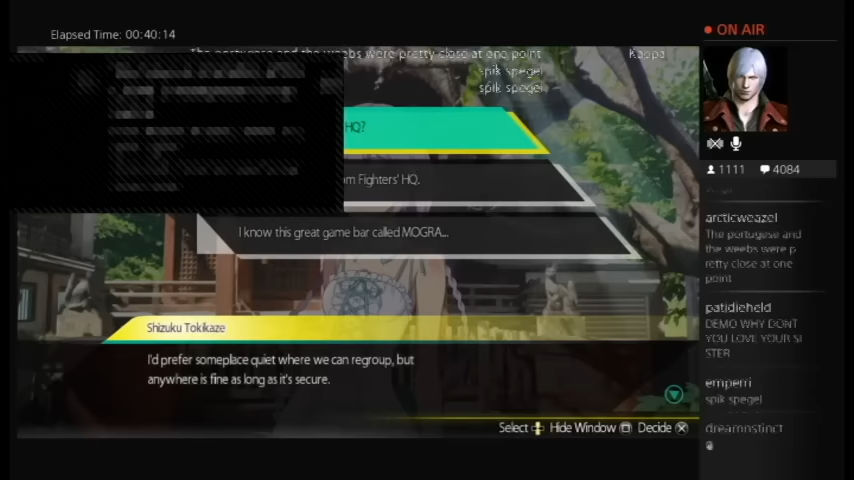 Elapsed Time: 00:40:14
ON AIR
The portugese and the weebs were pretty close at one point
Kappa
spik spegel
spik spegel
HQ?
1111
4084
om Fighters' HQ.
I know this great game bar called MOGRA...
arcticweazel
The portugese and
the weebs were p
retty close at one
point
patidieheld
DEMO WHY DONT
YOU LOVE YOUR SI
STER
emperri
spik spegel
dreamnstinct
Shizuku Tokikaze
I'd prefer someplace quiet where we can regroup, but
anywhere is fine as long as it's secure.
Select Hide Window Decide